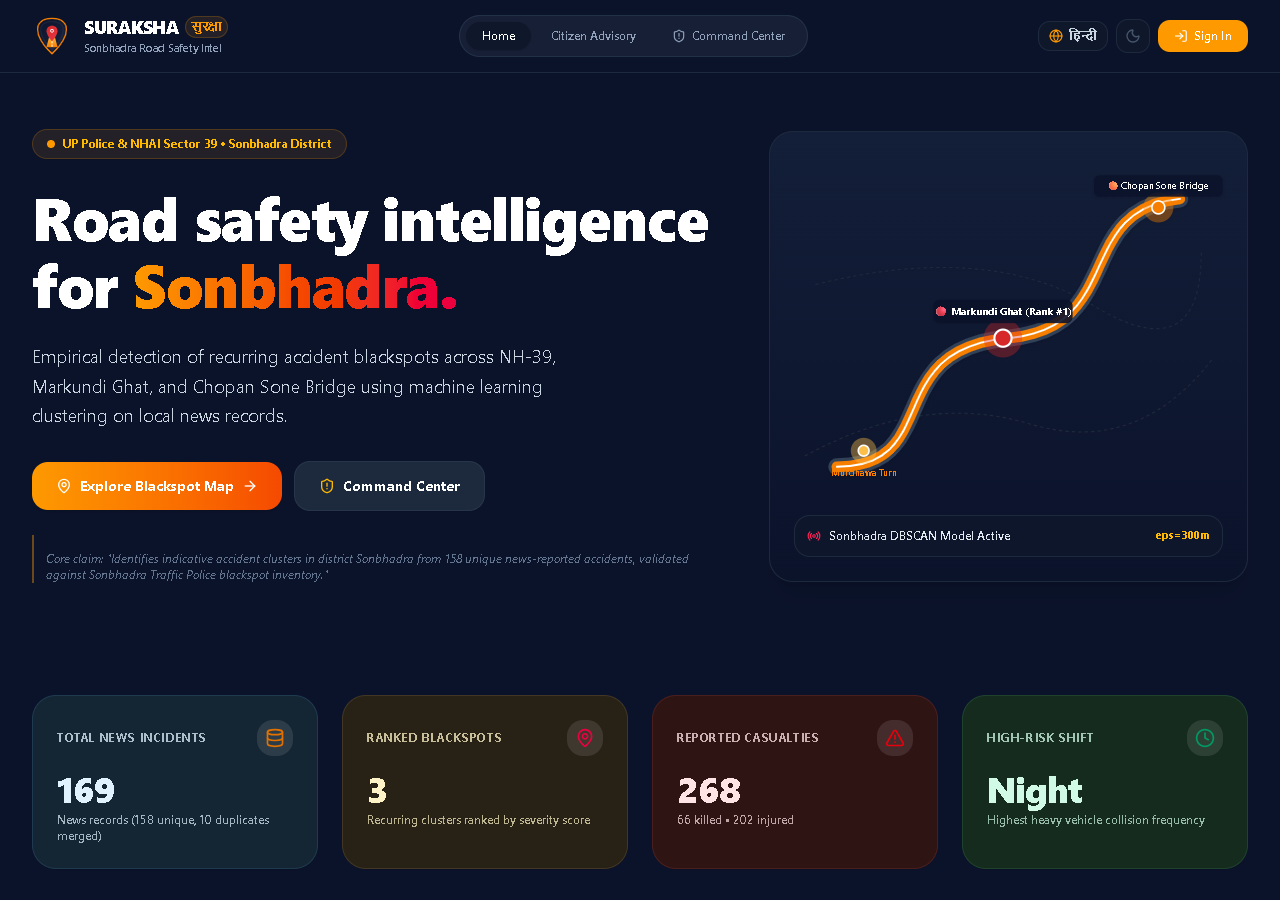 SURAKSHA सुरक्षा
Sonbhadra Road Safety Intel
Home
Citizen Advisory
Command Center
हिन्दी
Sign In
UP Police & NHAI Sector 39 • Sonbhadra District
Road safety intelligence
for Sonbhadra.
Empirical detection of recurring accident blackspots across NH-39,
Markundi Ghat, and Chopan Sone Bridge using machine learning
clustering on local news records.
Explore Blackspot Map →
Command Center
Core claim: "Identifies indicative accident clusters in district Sonbhadra from 158 unique news-reported accidents, validated
against Sonbhadra Traffic Police blackspot inventory."
Chopan Sone Bridge
Markundi Ghat (Rank #1)
Turn
Sonbhadra DBSCAN Model Active
eps=300m
TOTAL NEWS INCIDENTS
169
News records (158 unique, 10 duplicates
merged)
RANKED BLACKSPOTS
3
Recurring clusters ranked by severity score
REPORTED CASUALTIES
268
66 killed • 202 injured
HIGH-RISK SHIFT
Night
Highest heavy vehicle collision frequency